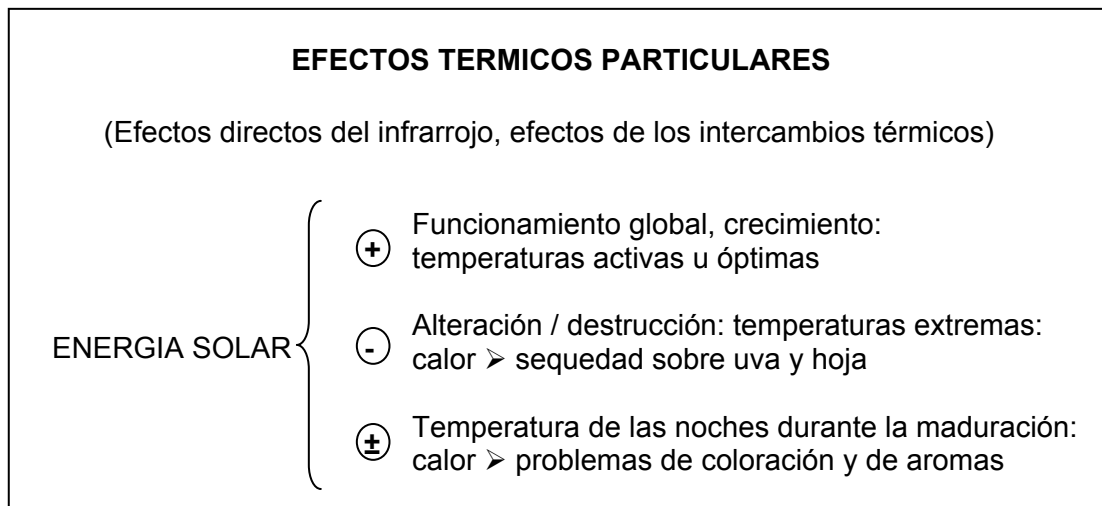 EFECTOS TERMICOS PARTICULARES
(Efectos directos del infrarrojo, efectos de los intercambios térmicos)
ENERGIA SOLAR
+ Funcionamiento global, crecimiento:
temperaturas activas u óptimas
- Alteración / destrucción: temperaturas extremas:
calor ➢ sequedad sobre uva y hoja
± Temperatura de las noches durante la maduración:
calor ➢ problemas de coloración y de aromas